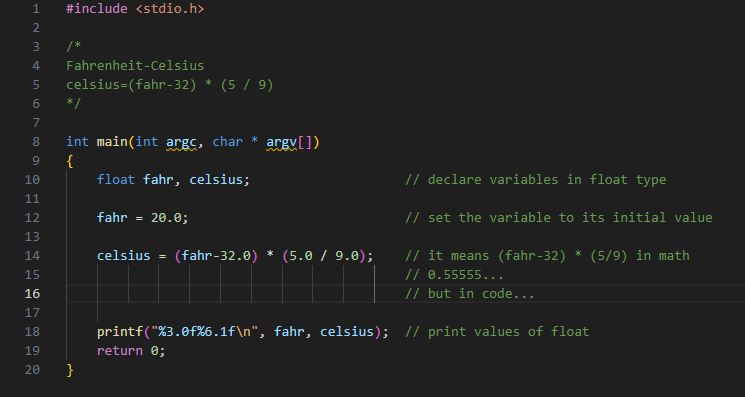 1 #include <stdio.h>
2
3 /*
4 Fahrenheit-Celsius
5 celsius=(fahr-32) * (5 / 9)
6 */
7
8 int main(int argc, char * argv[])
9 {
10 float fahr, celsius; // declare variables in float type
11
12 fahr = 20.0; // set the variable to its initial value
13
14 celsius = (fahr-32.0) * (5.0 / 9.0); // it means (fahr-32) * (5/9) in math
15 // 0.55555...
16 // but in code...
17
18 printf("%3.0f%6.1f\n", fahr, celsius); // print values of float
19 return 0;
20 }